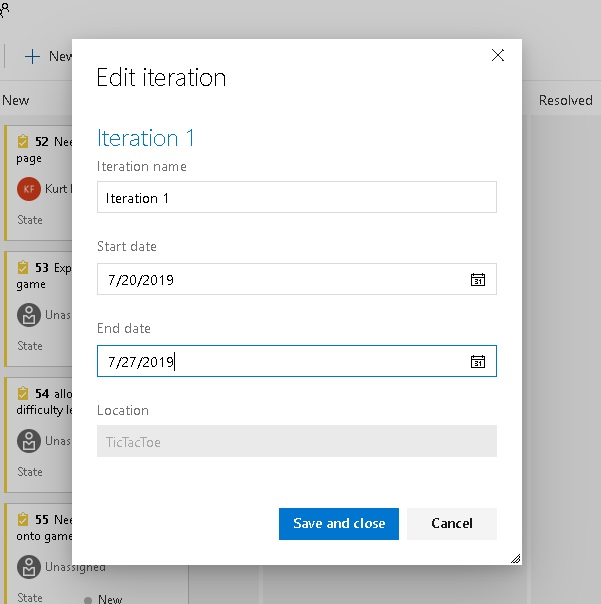 New
New
Resolved
52 Nee
page
KF Kurt
State
53 Exp
game
Unas
State
54 allo
difficulty le
Unas
State
55 Nee
onto game
Unassigned
State
New
Edit iteration
Iteration 1
Iteration name
Iteration 1
Start date
7/20/2019
End date
7/27/2019
Location
TicTacToe
Save and close
Cancel